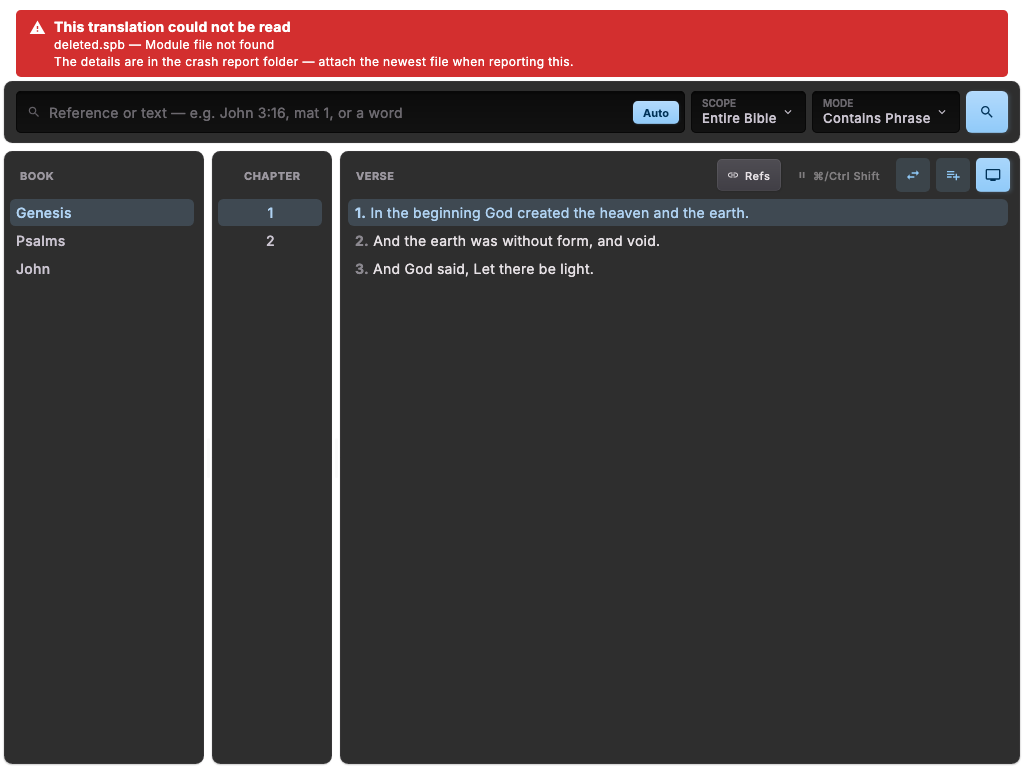 This translation could not be read
deleted.spb — Module file not found
The details are in the crash report folder — attach the newest file when reporting this.
Reference or text — e.g. John 3:16, mat 1, or a word
Auto
SCOPE
Entire Bible
MODE
Contains Phrase
BOOK
CHAPTER
VERSE
Refs
⌘/Ctrl Shift
Genesis
Psalms
John
1
2
1. In the beginning God created the heaven and the earth.
2. And the earth was without form, and void.
3. And God said, Let there be light.